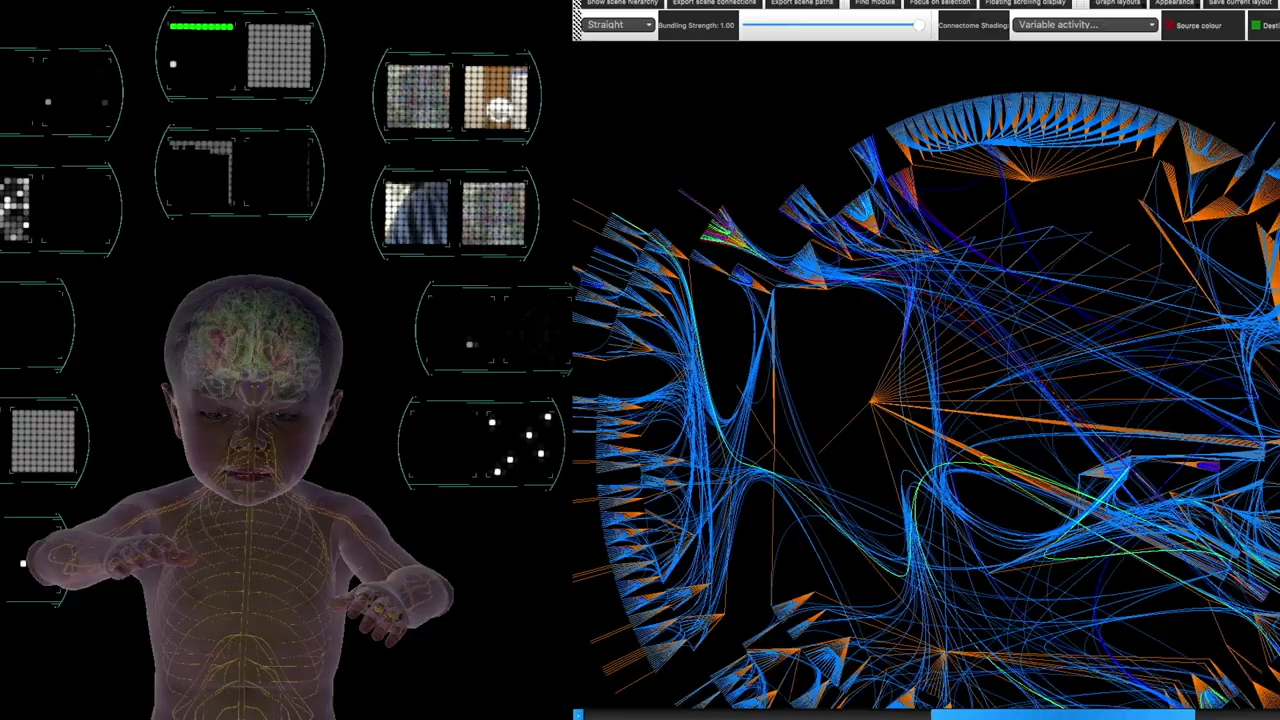 Show scene hierarchy Export scene connections Export scene paths Find module Focus on selection Floating scrolling display Graph layouts Appearance Save current layout
Straight Bundling Strength: 1.00 Connectome Shading: Variable activity... Source colour Desti